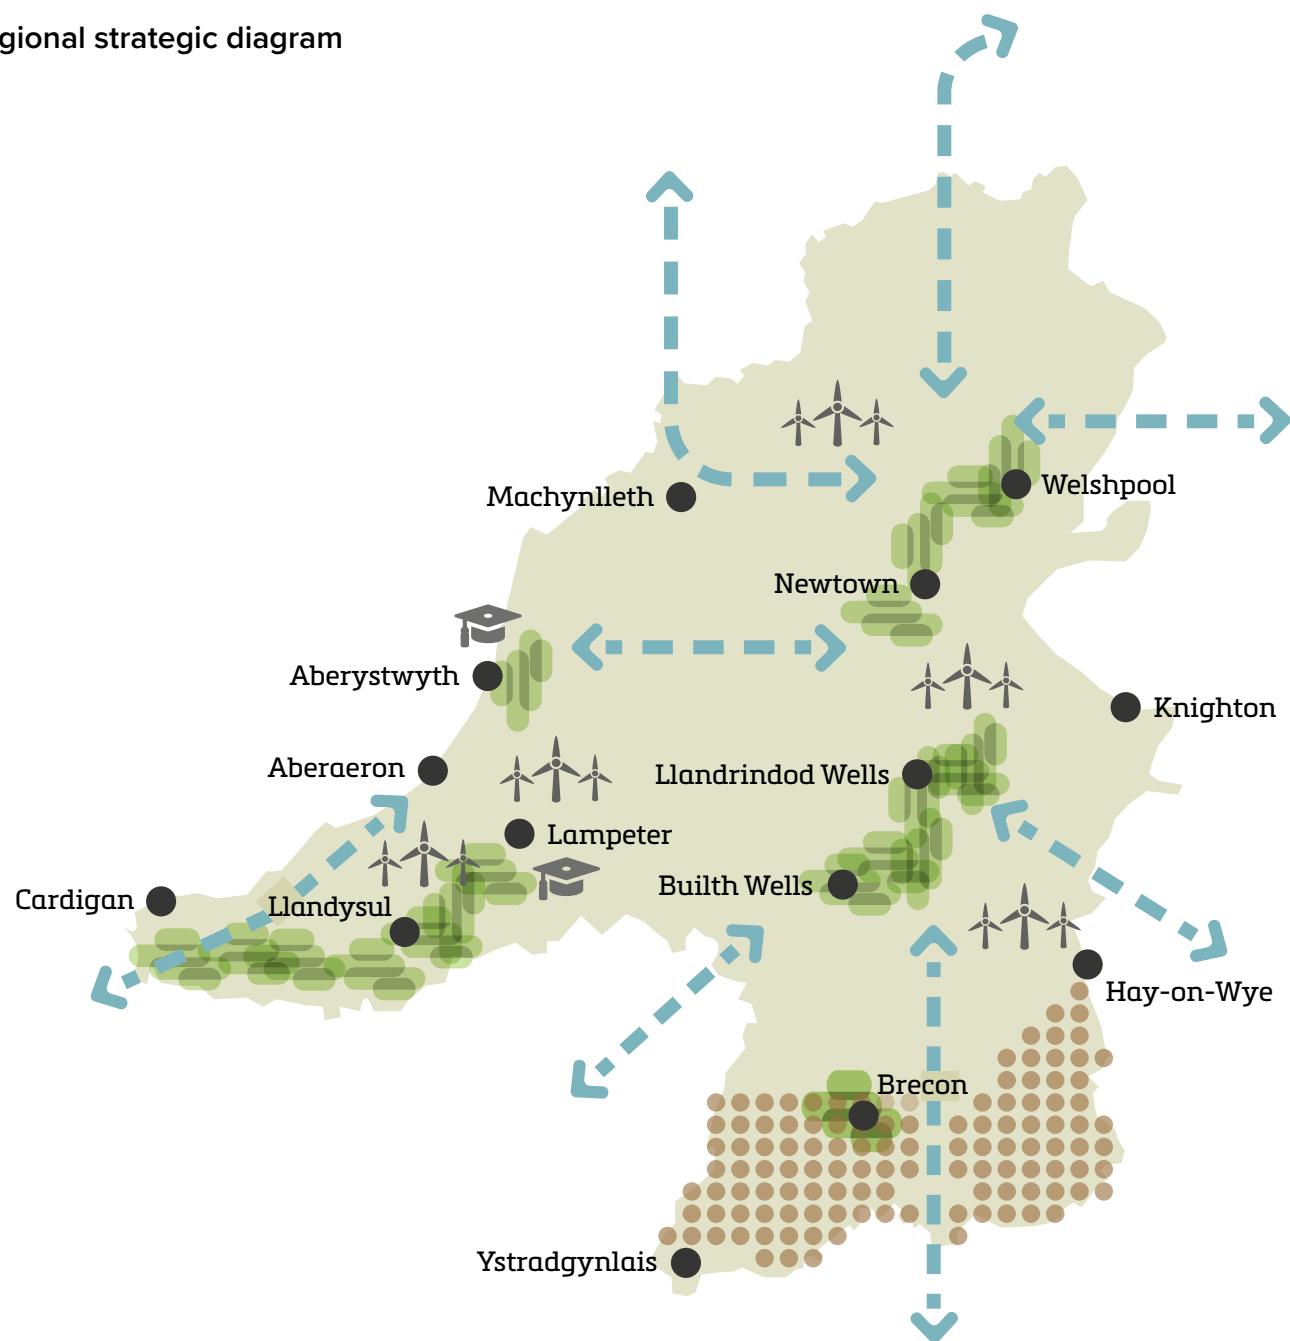 gional strategic diagram
Machynlleth
Welshpool
Newtown
Aberystwyth
Knighton
Aberaeron
Llandrindod Wells
Lampeter
Builth Wells
Cardigan
Llandysul
Hay-on-Wye
Brecon
Ystradgynlais